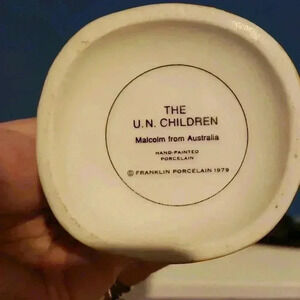 THE
U.N. CHILDREN
Malcolm from Australia
HAND-PAINTED
PORCELAIN
© FRANKLIN PORCELAIN 1979